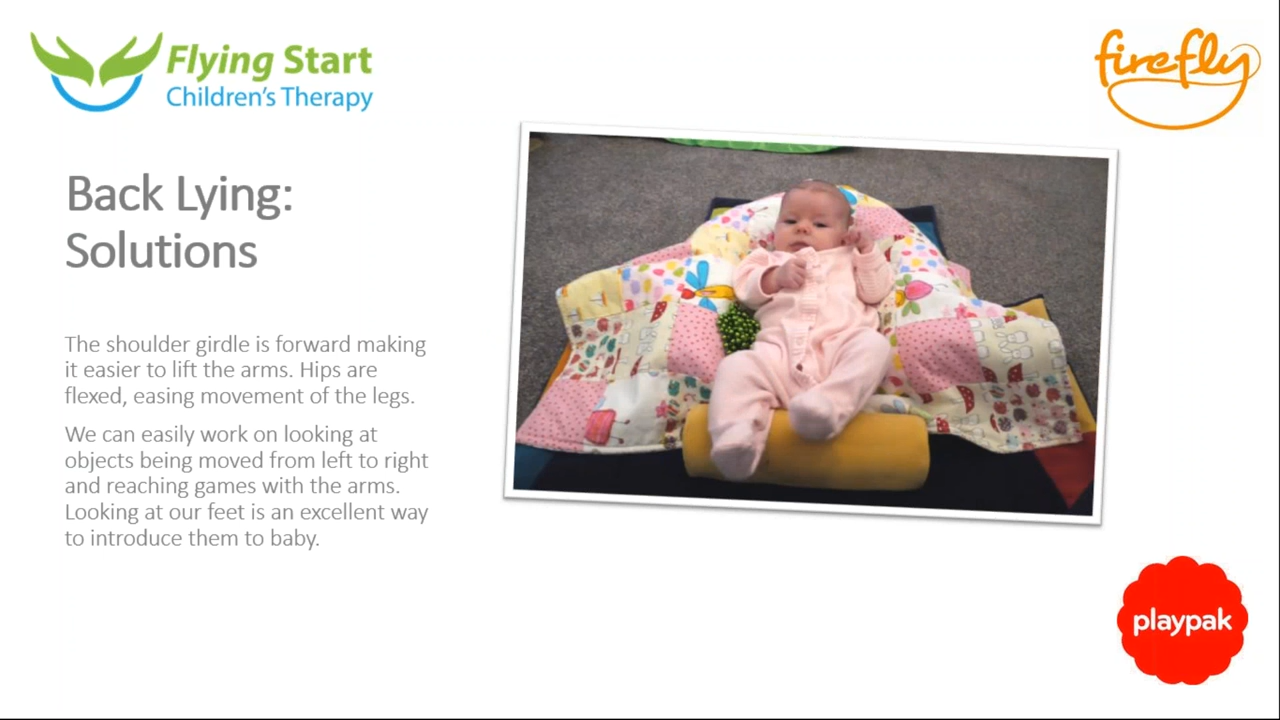 Flying Start
Children's Therapy
firefly
Back Lying:
Solutions
The shoulder girdle is forward making
it easier to lift the arms. Hips are
flexed, easing movement of the legs.
We can easily work on looking at
objects being moved from left to right
and reaching games with the arms.
Looking at our feet is an excellent way
to introduce them to baby.
playpak